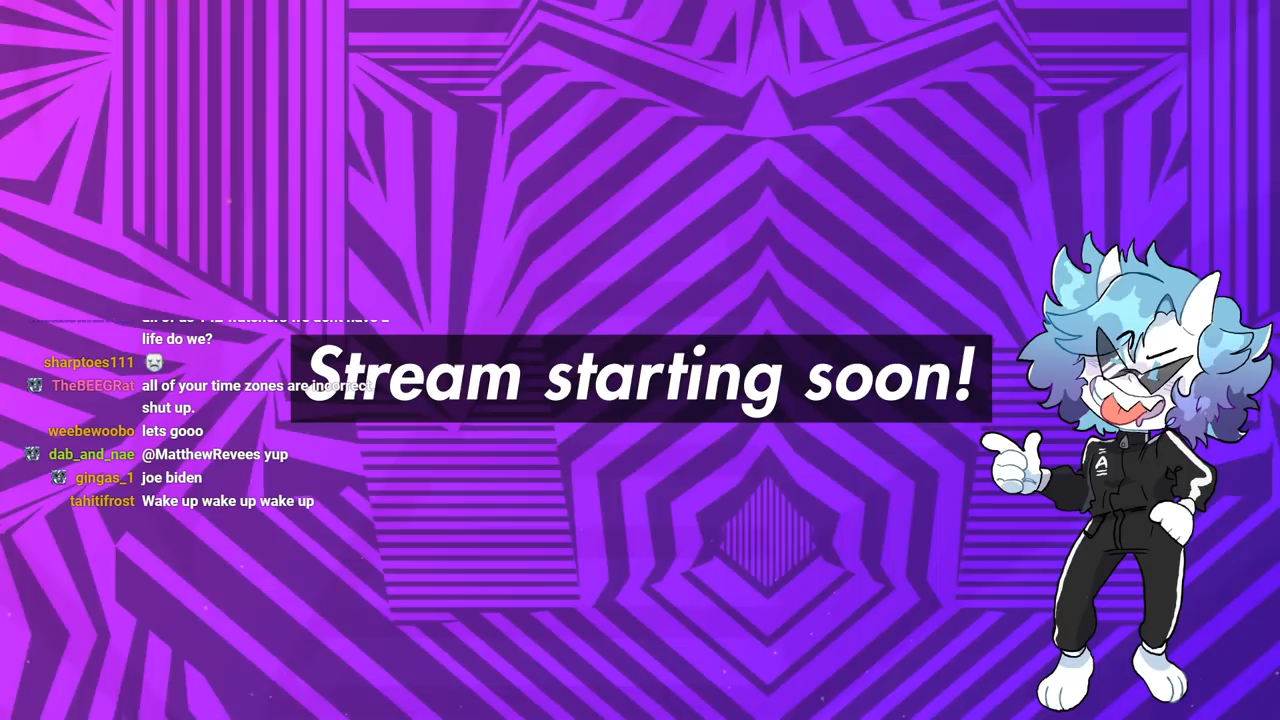 life do we?
sharptoes111
TheBEEGRat all of your time zones are incorrect
shut up.
weebewoobo lets gooo
dab_and_nae @MatthewRevees yup
gingas_1 joe biden
tahitifrost Wake up wake up wake up
Stream starting soon!
A